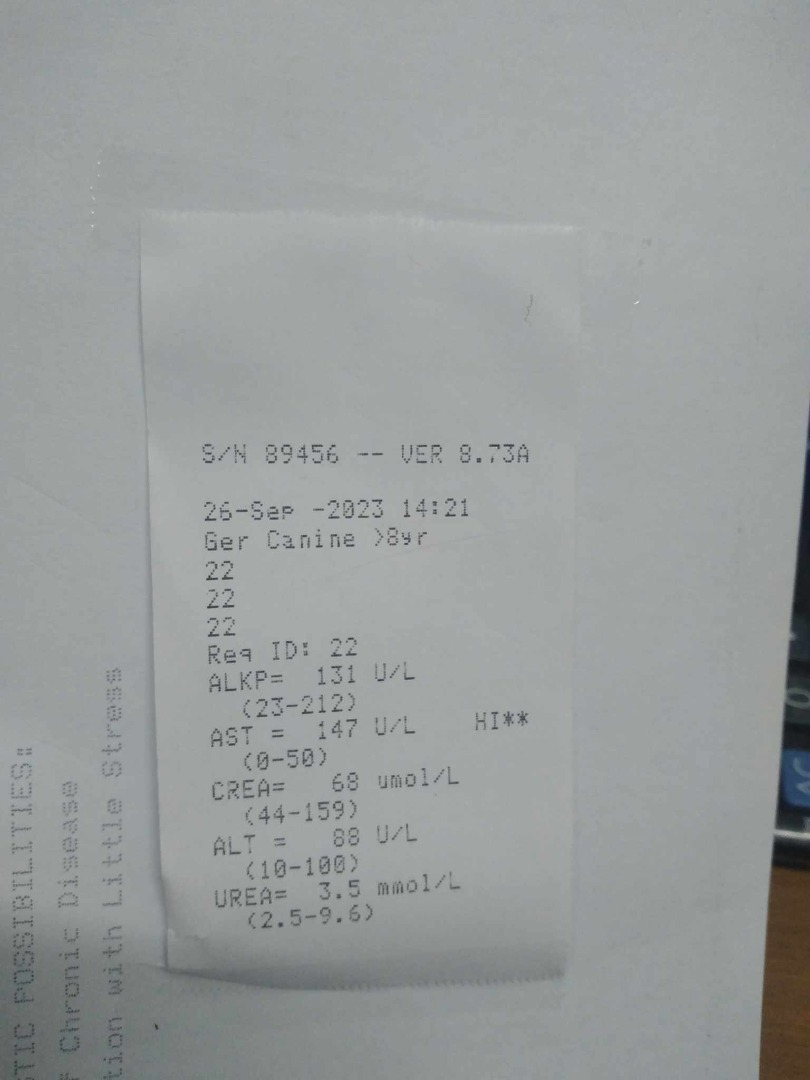 S/N 89456 -- VER 8.73A
26-Sep -2023 14:21
Ger Canine >8yr
22
22
22
Req ID: 22
ALKP= 131 U/L
(23-212)
AST = 147 U/L HI**
(0-50)
CREA= 68 umol/L
(44-159)
ALT = 88 U/L
(10-100)
UREA= 3.5 mmol/L
(2.5-9.6)
STIC POSSIBILITIES"
f Chronic Disease
tion with Little Stress